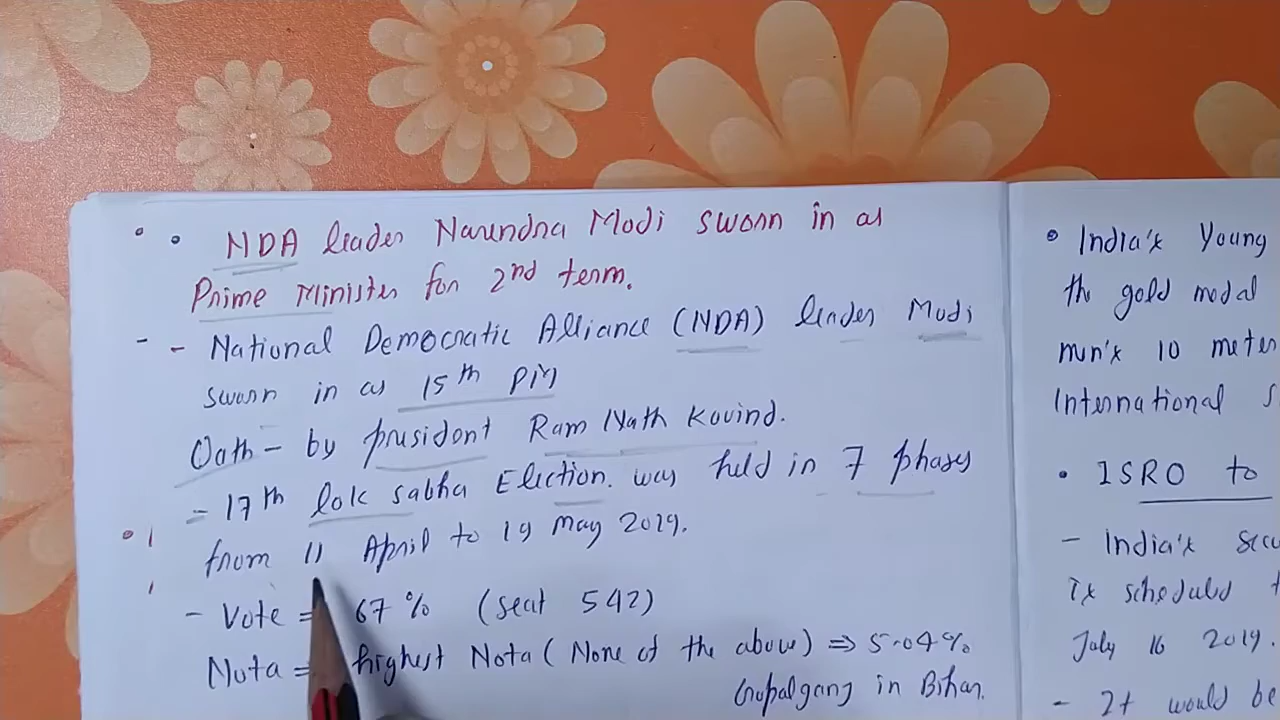 • NDA leader Narendra Modi sworn in as
Prime Minister for 2nd term.
- National Democratic Alliance (NDA) leader Modi
sworn in as 15th PM
Oath - by president Ram Nath Kovind.
= 17th lok sabha Election. was held in 7 phases
from 11 April to 19 May 2019.
- Vote = 67% (seat 542)
Nota = highest Nota (None of the above) ⇒ 5.04%
Gopalganj in Bihar.
• India's Young
the gold medal
men's 10 meter
International S
• ISRO to
- India's secu
is scheduled t
July 16 2019.
- It would be